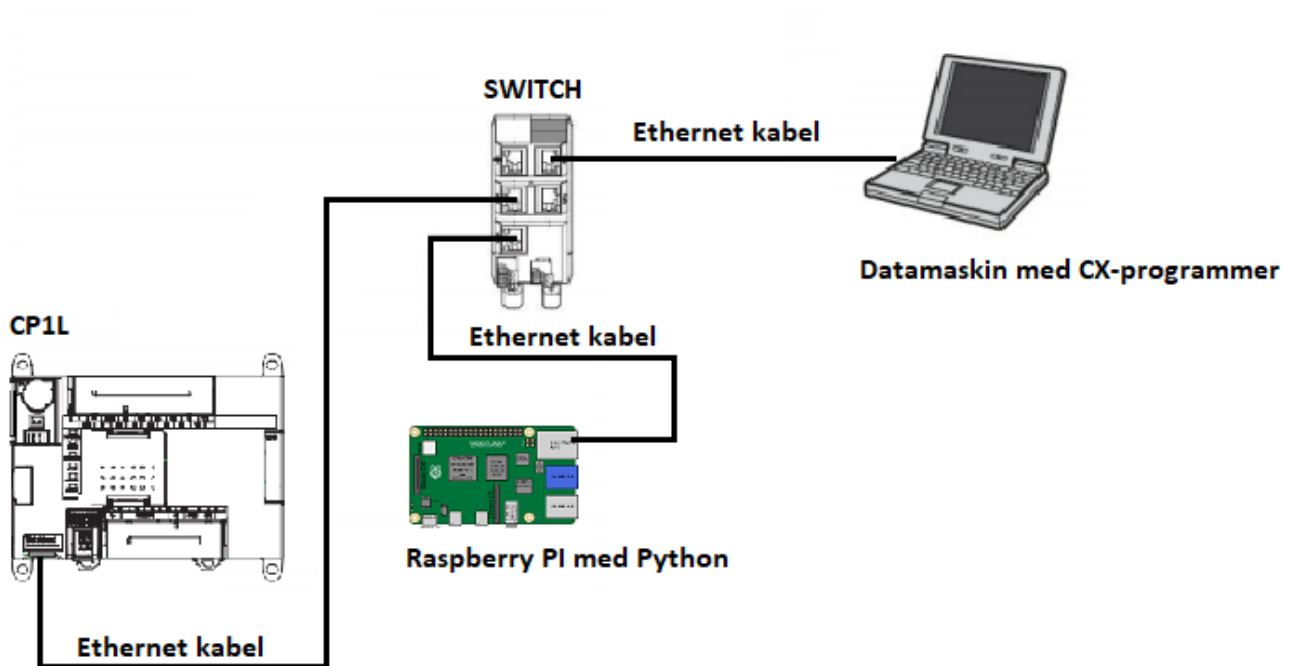 SWITCH
Ethernet kabel
Datamaskin med CX-programmer
Ethernet kabel
CP1L
Raspberry PI med Python
Ethernet kabel